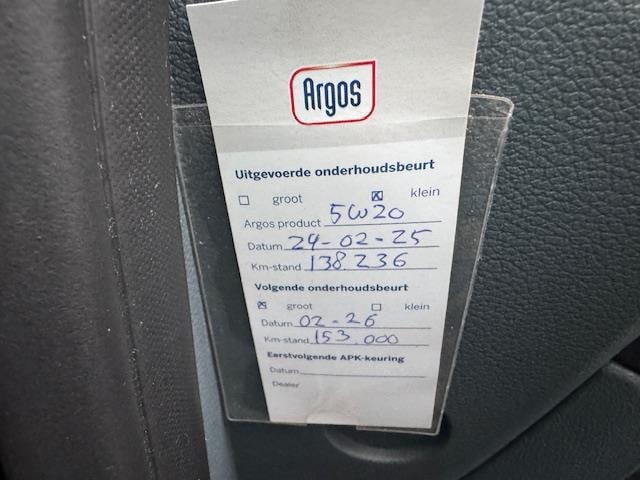 Argos
Uitgevoerde onderhoudsbeurt
☐ groot ☒ klein
Argos product 5W20
Datum 24-02-25
Km-stand 138.236
Volgende onderhoudsbeurt
☒ groot ☐ klein
Datum 02-26
Km-stand 153.000
Eerstvolgende APK-keuring
Datum
Dealer